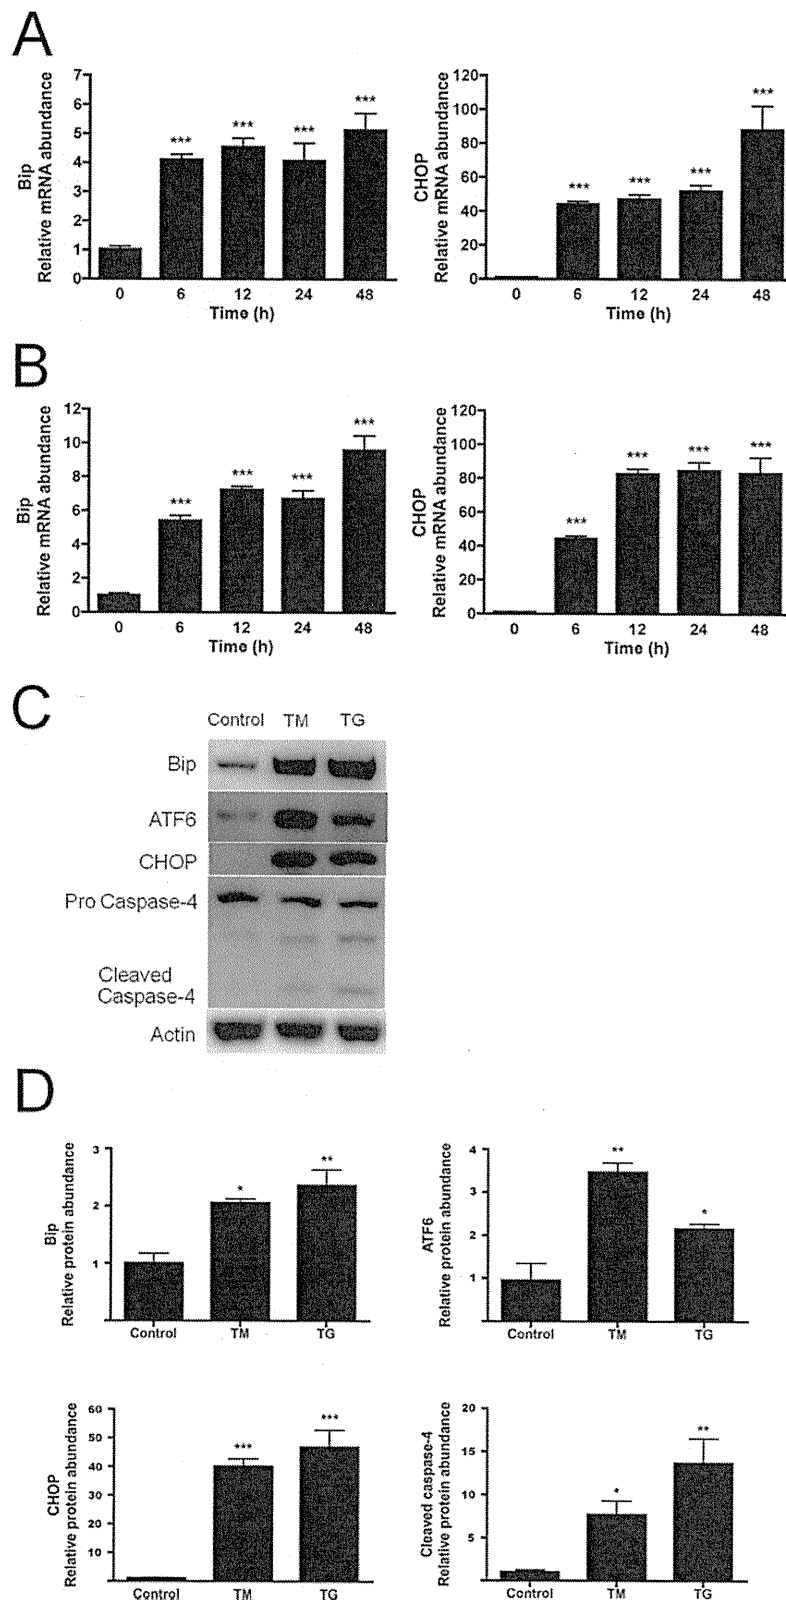 A
Bip
Relative mRNA abundance
7
6
5
4
3
2
1
0
***
***
***
***
0 6 12 24 48
Time (h)
CHOP
Relative mRNA abundance
120
100
80
60
40
20
0
***
***
***
***
0 6 12 24 48
Time (h)
B
Bip
Relative mRNA abundance
12
10
8
6
4
2
0
***
***
***
***
0 6 12 24 48
Time (h)
CHOP
Relative mRNA abundance
120
100
80
60
40
20
0
***
***
***
***
0 6 12 24 48
Time (h)
C
Control TM TG
Bip
ATF6
CHOP
Pro Caspase-4
Cleaved
Caspase-4
Actin
D
Bip
Relative protein abundance
3
2
1
*
**
Control TM TG
ATF6
Relative protein abundance
4
3
2
1
**
*
Control TM TG
CHOP
Relative protein abundance
60
50
40
30
20
10
***
***
Control TM TG
Cleaved caspase-4
Relative protein abundance
20
15
10
5
*
**
Control TM TG